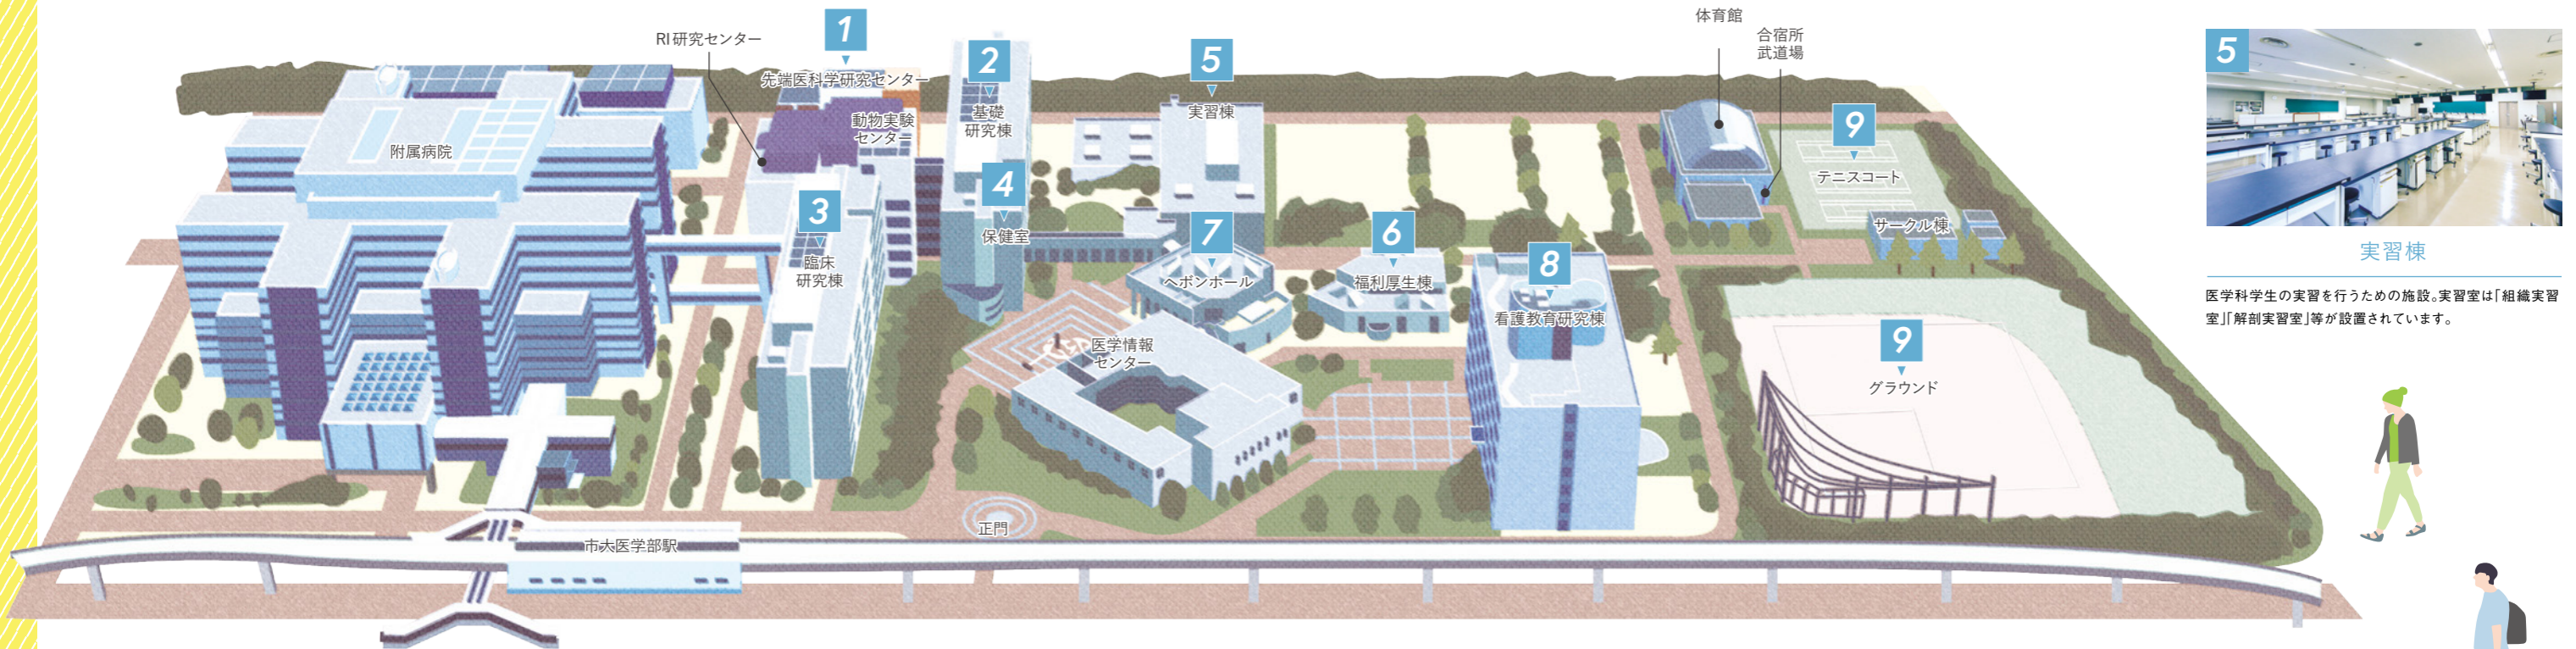 RI研究センター
1
先端医科学研究センター
動物実験
センター
2
基礎
研究棟
5
実習棟
体育館
合宿所
武道場
9
テニスコート
サークル棟
附属病院
3
臨床
研究棟
4
保健室
7
ヘボンホール
6
福利厚生棟
8
看護教育研究棟
医学情報
センター
9
グラウンド
正門
市大医学部駅
5
実習棟
医学科学生の実習を行うための施設。実習室は「組織実習
室」「解剖実習室」等が設置されています。